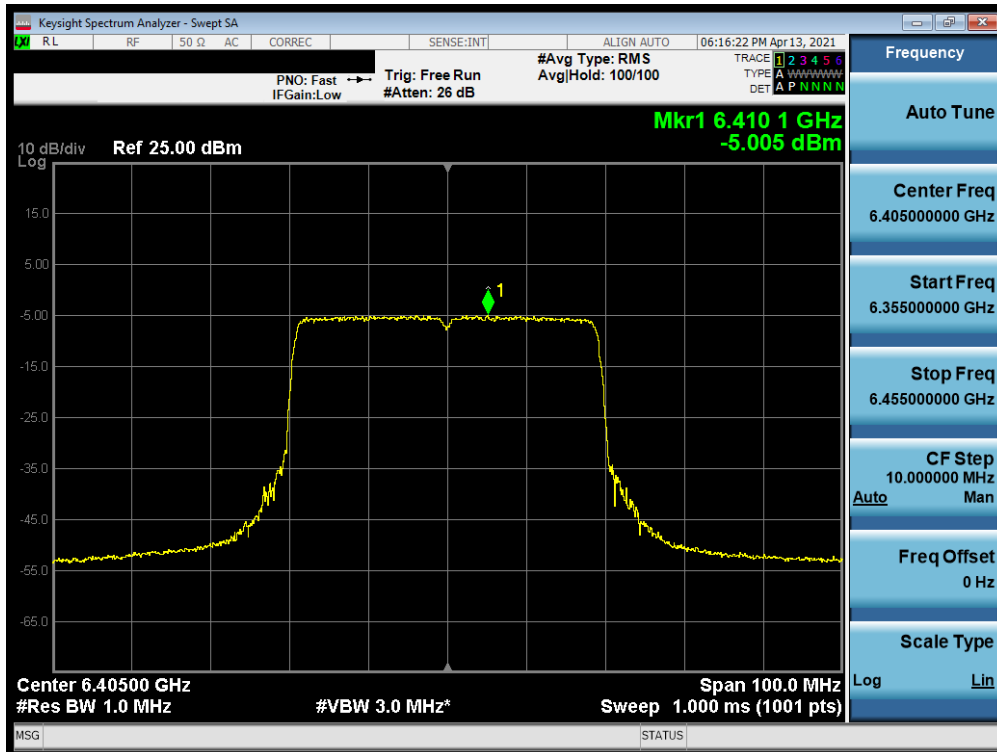 Keysight Spectrum Analyzer - Swept SA
LXI RL RF 50 Ω AC CORREC SENSE:INT ALIGN AUTO 06:16:22 PM Apr 13, 2021
PNO: Fast
IFGain:Low
Trig: Free Run
#Atten: 26 dB
#Avg Type: RMS
Avg|Hold: 100/100
TRACE 1 2 3 4 5 6
TYPE A WWWWW
DET A P N N N N
Mkr1 6.410 1 GHz
-5.005 dBm
10 dB/div Ref 25.00 dBm
Log
15.0
5.00
-5.00
-15.0
-25.0
-35.0
-45.0
-55.0
-65.0
1
Center 6.40500 GHz Span 100.0 MHz
#Res BW 1.0 MHz #VBW 3.0 MHz* Sweep 1.000 ms (1001 pts)
MSG STATUS
Frequency
Auto Tune
Center Freq
6.405000000 GHz
Start Freq
6.355000000 GHz
Stop Freq
6.455000000 GHz
CF Step
10.000000 MHz
Auto Man
Freq Offset
0 Hz
Scale Type
Log Lin